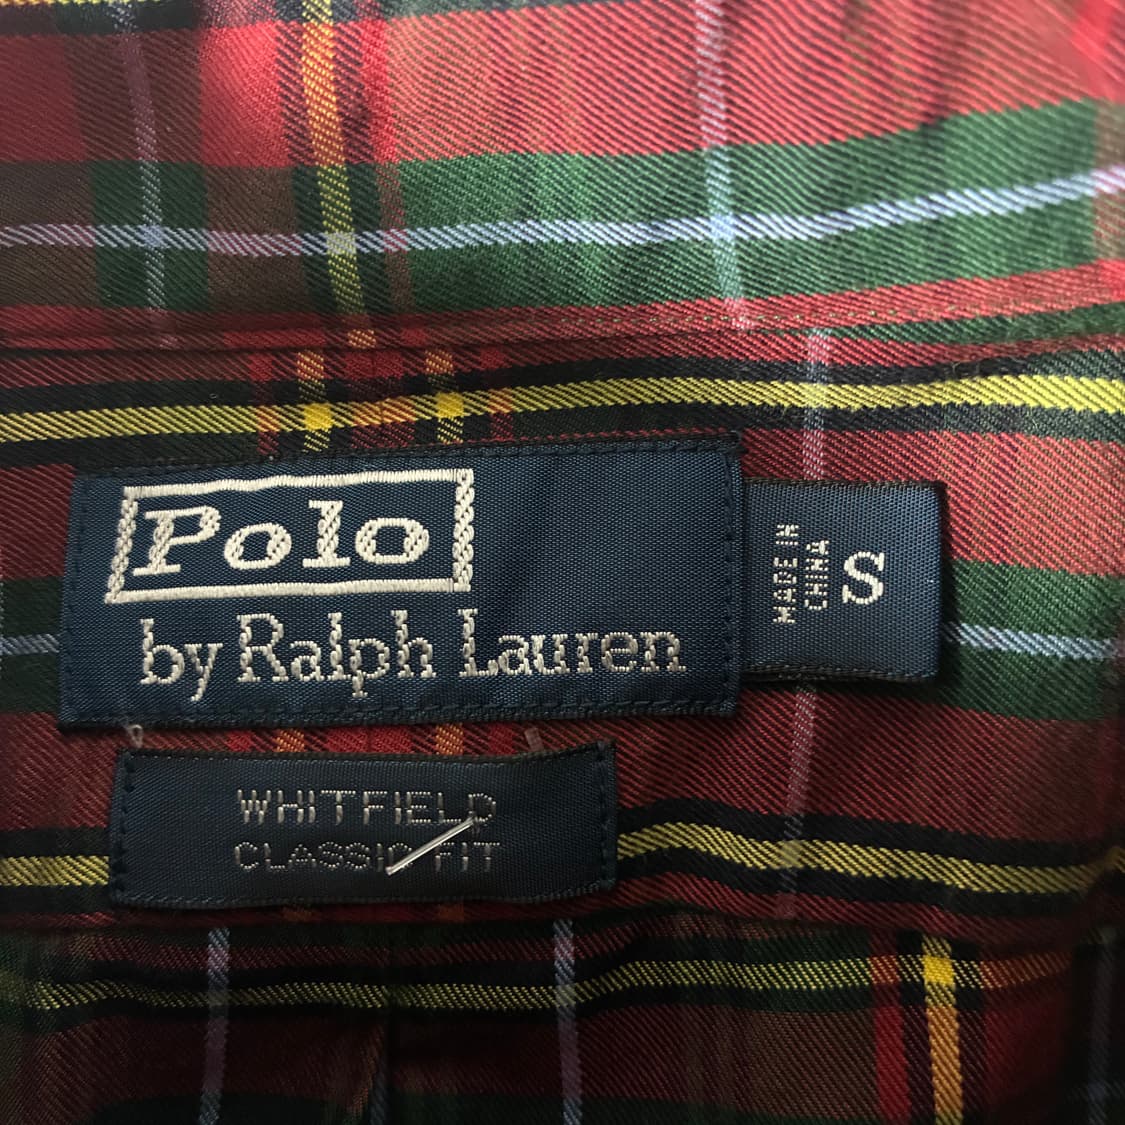 Polo
by Ralph Lauren
MADE IN
CHINA
S
WHITFIELD
CLASSIC FIT